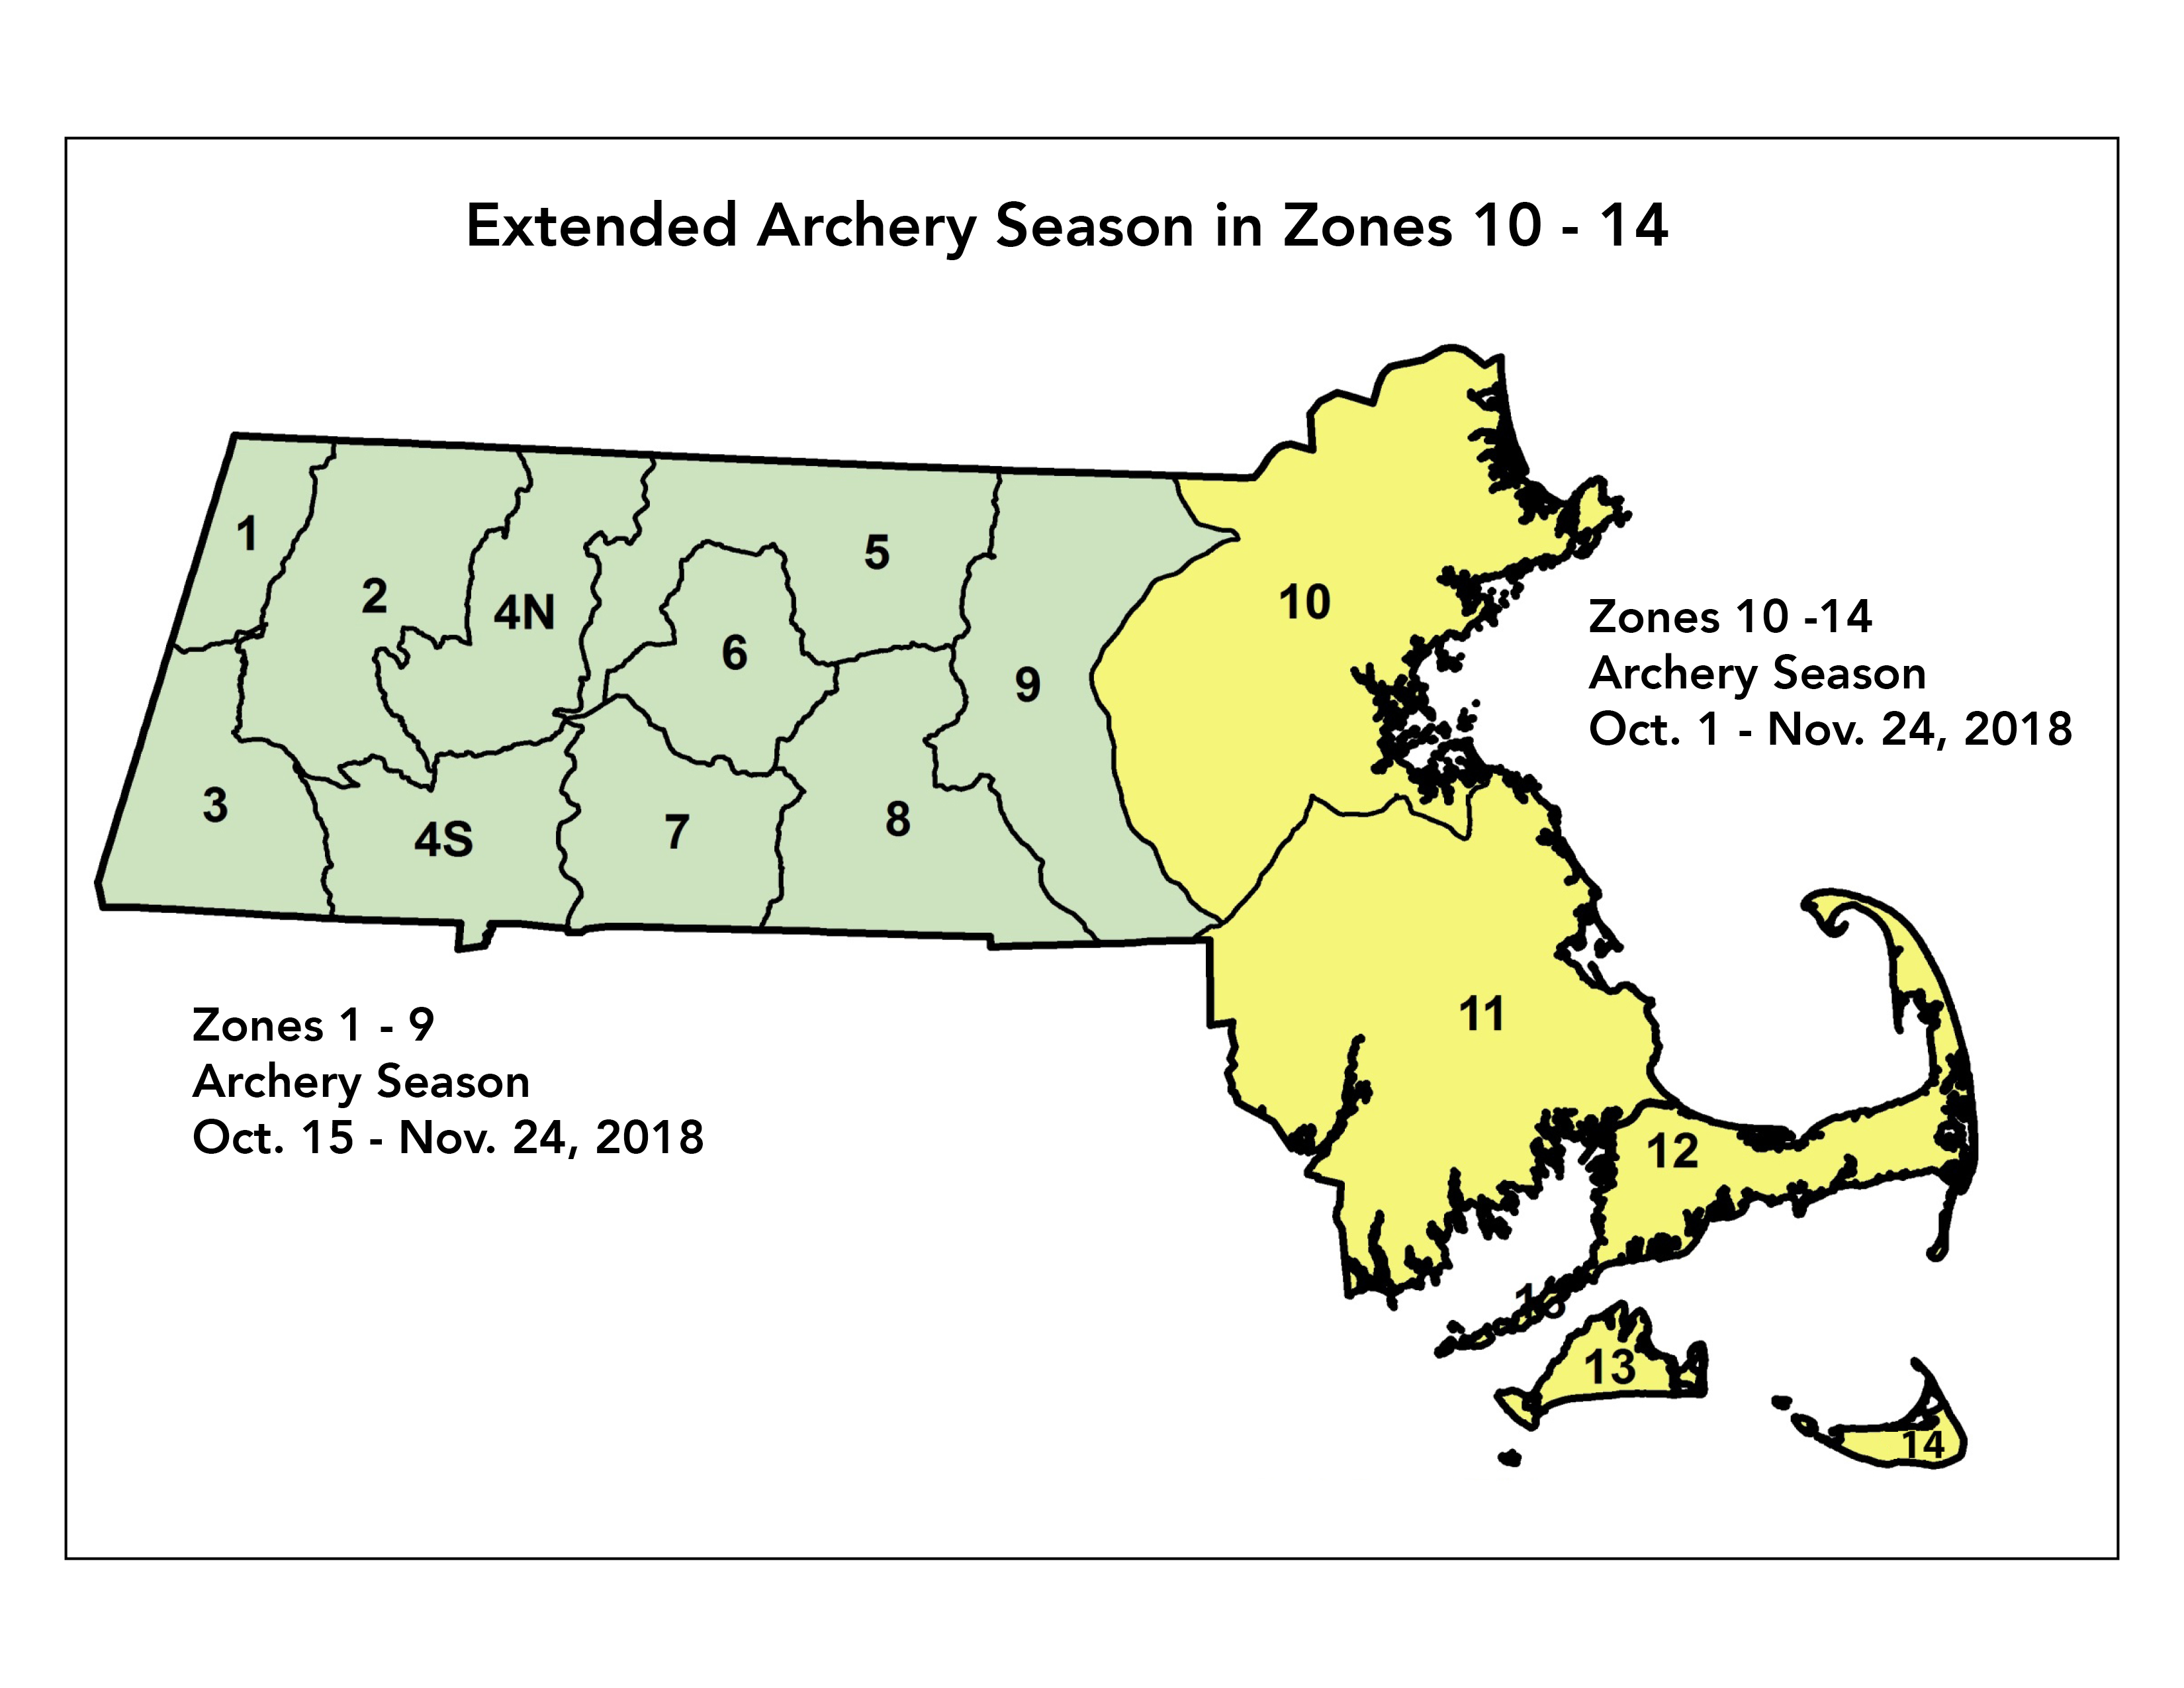 Extended Archery Season in Zones 10 - 14
1
2
4N
5
6
10
Zones 10 -14
Archery Season
Oct. 1 - Nov. 24, 2018
9
3
4S
7
8
11
Zones 1 - 9
Archery Season
Oct. 15 - Nov. 24, 2018
12
13
14